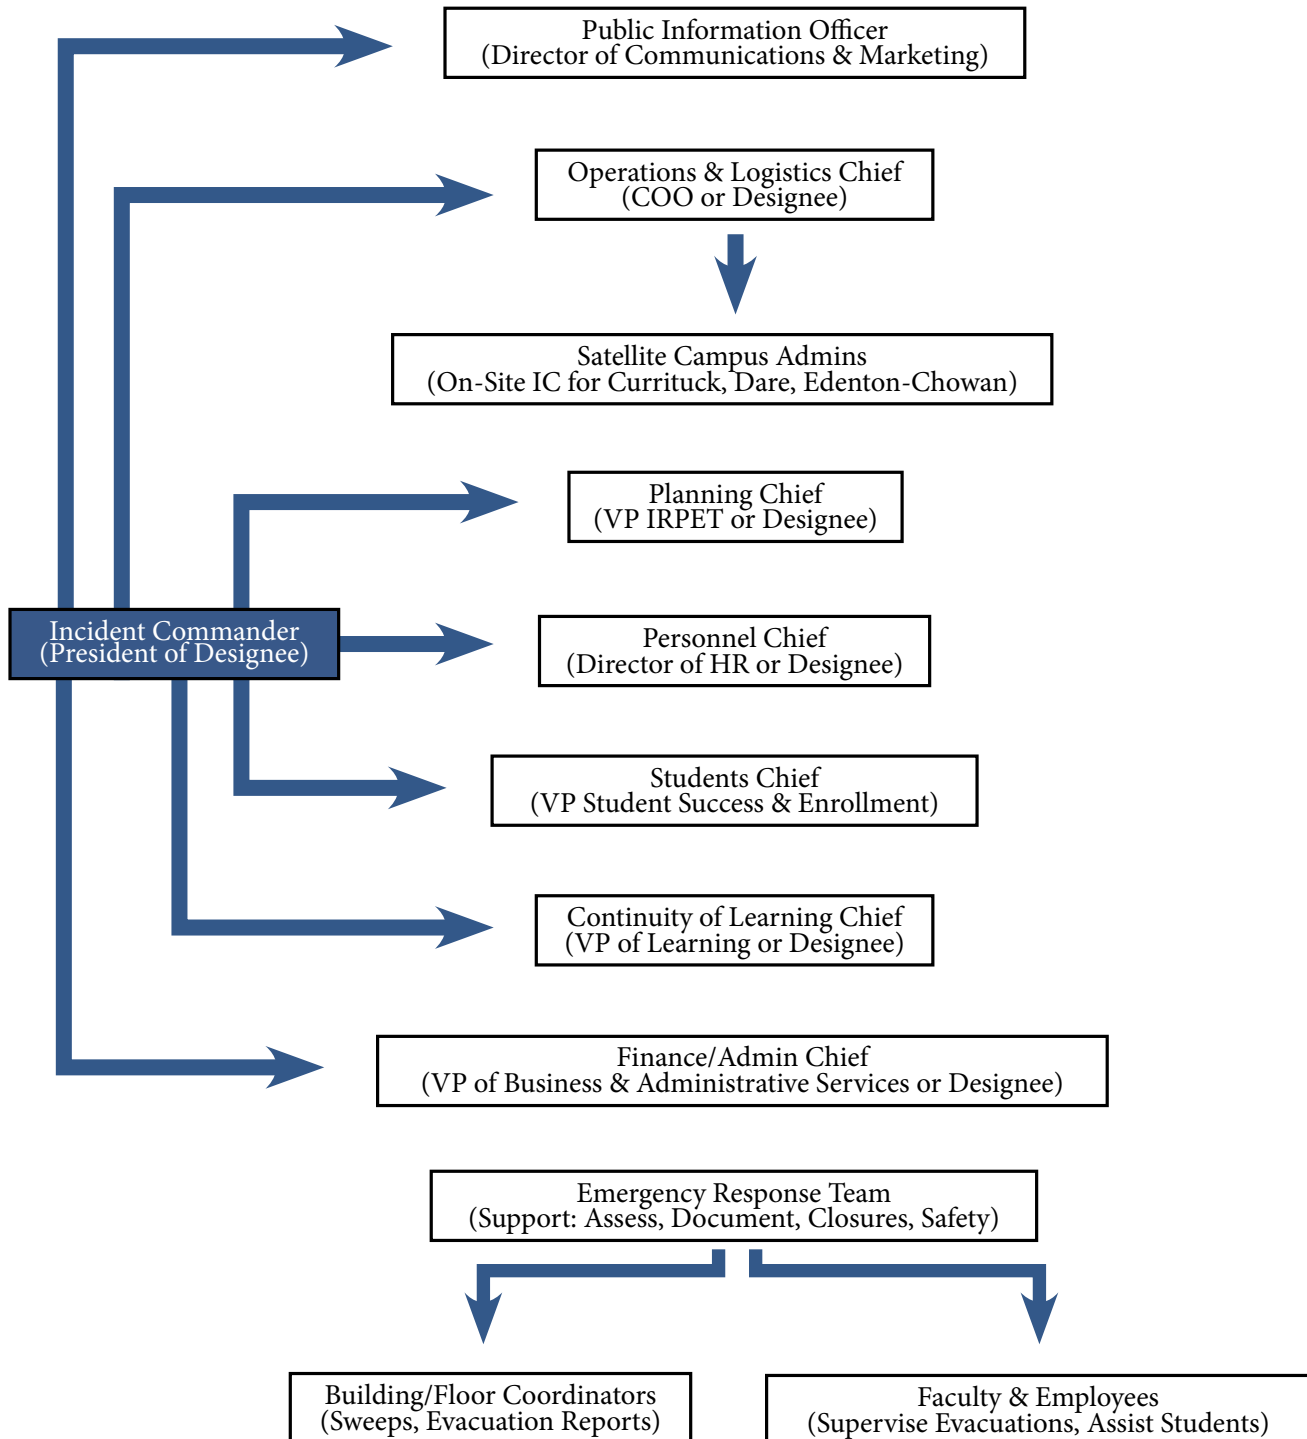 Public Information Officer
(Director of Communications & Marketing)
Operations & Logistics Chief
(COO or Designee)
Satellite Campus Admins
(On-Site IC for Currituck, Dare, Edenton-Chowan)
Planning Chief
(VP IRPET or Designee)
Incident Commander
(President of Designee)
Personnel Chief
(Director of HR or Designee)
Students Chief
(VP Student Success & Enrollment)
Continuity of Learning Chief
(VP of Learning or Designee)
Finance/Admin Chief
(VP of Business & Administrative Services or Designee)
Emergency Response Team
(Support: Assess, Document, Closures, Safety)
Building/Floor Coordinators
(Sweeps, Evacuation Reports)
Faculty & Employees
(Supervise Evacuations, Assist Students)